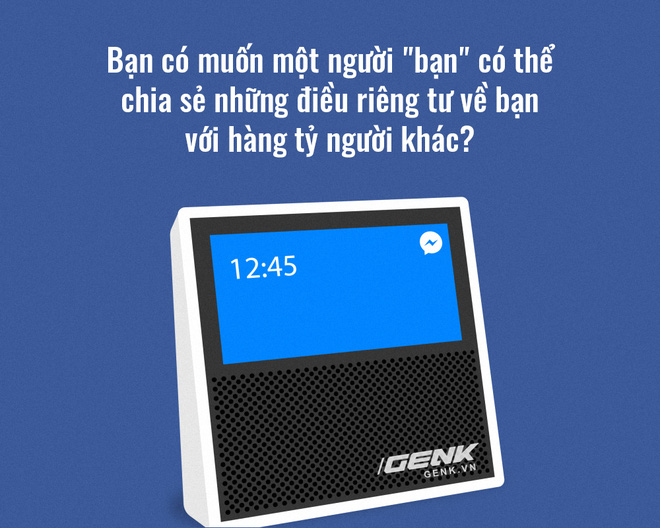 Bạn có muốn một người "bạn" có thể
chia sẻ những điều riêng tư về bạn
với hàng tỷ người khác?
12:45
/GENK
GENK.VN